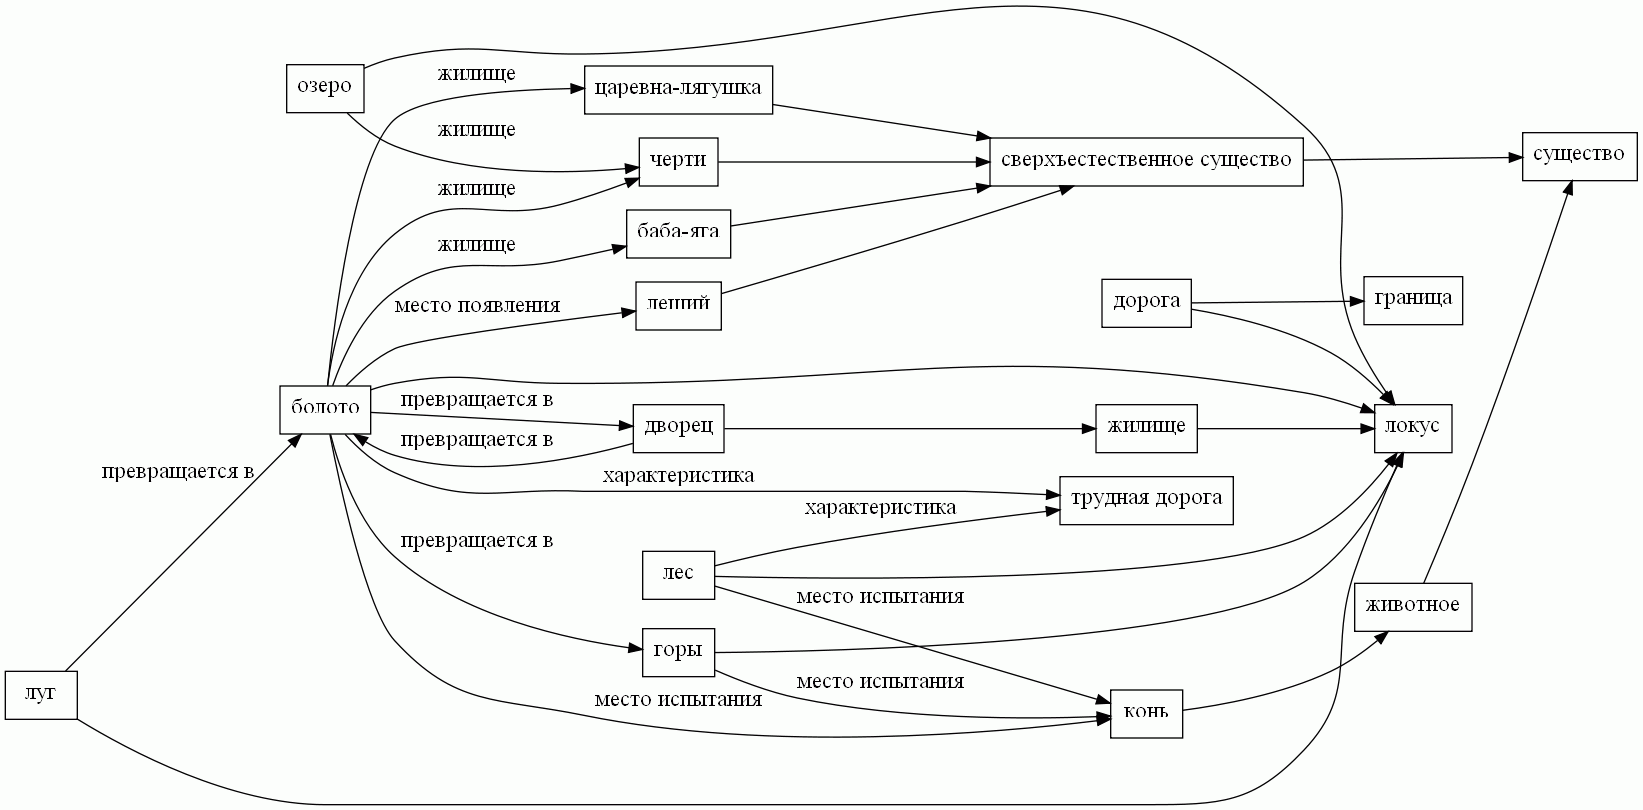 озеро
жилище
царевна-лягушка
жилище
черти
сверхъестественное существо
существо
жилище
баба-яга
жилище
место появления
леший
дорога
граница
болото
превращается в
дворец
жилище
локус
превращается в
превращается в
характеристика
трудная дорога
характеристика
превращается в
лес
место испытания
животное
горы
место испытания
луг
место испытания
конь